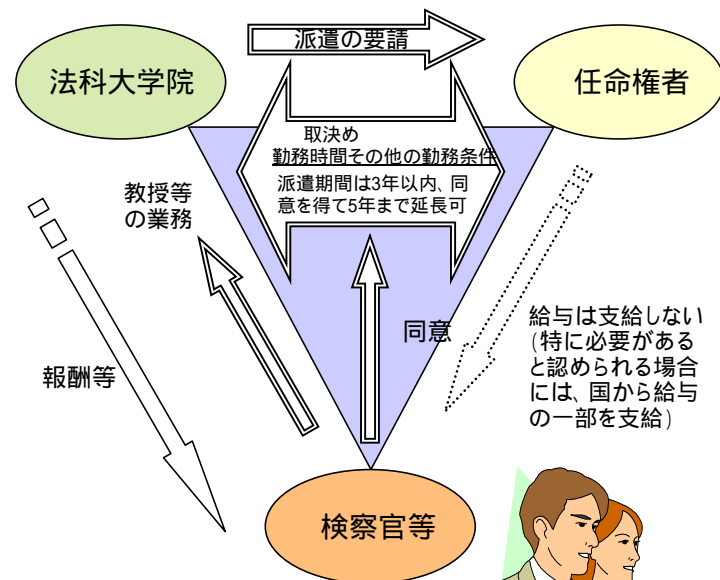 派遣の要請
法科大学院
任命権者
取決め
勤務時間その他の勤務条件
派遣期間は3年以内、同
意を得て5年まで延長可
教授等
の業務
同意
給与は支給しない
(特に必要がある
と認められる場合
には、国から給与
の一部を支給)
報酬等
検察官等